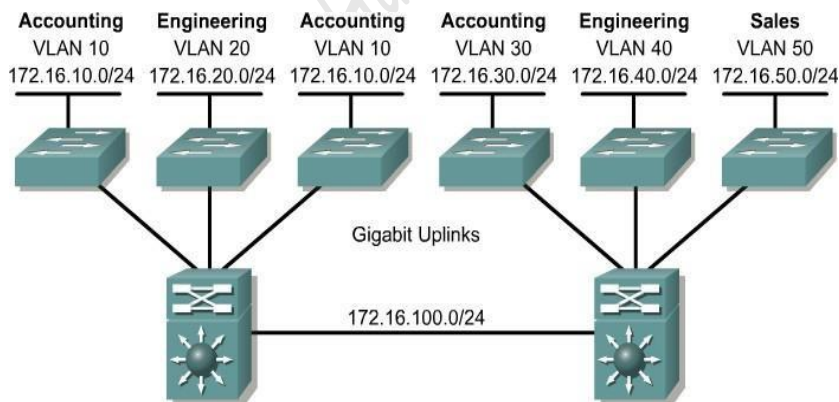 Accounting Engineering Accounting Accounting Engineering Sales
VLAN 10 VLAN 20 VLAN 10 VLAN 30 VLAN 40 VLAN 50
172.16.10.0/24 172.16.20.0/24 172.16.10.0/24 172.16.30.0/24 172.16.40.0/24 172.16.50.0/24
Gigabit Uplinks
172.16.100.0/24